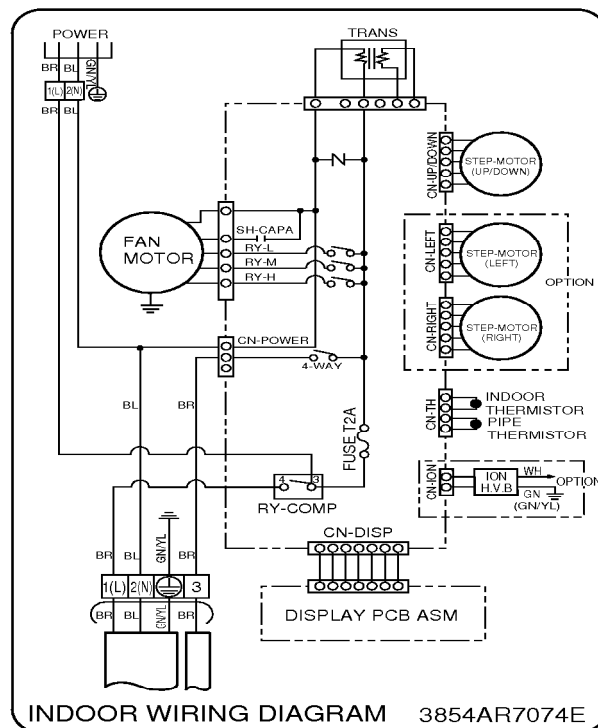 POWER
BR BL GN/YL
1(L) 2(N)
BR BL
TRANS
N
CN-UP/DOWN
STEP-MOTOR
(UP/DOWN)
FAN
MOTOR
SH-CAPA
RY-L
RY-M
RY-H
CN-LEFT
STEP-MOTOR
(LEFT)
OPTION
CN-RIGHT
STEP-MOTOR
(RIGHT)
CN-POWER
4-WAY
BL BR
FUSE T2A
CN-TH
INDOOR
THERMISTOR
PIPE
THERMISTOR
CN-ION
ION
H.V.B
WH
OPTION
GN
(GN/YL)
4 3
RY-COMP
CN-DISP
BR BL GN/YL BR
1(L) 2(N) 3
BR BL GN/YL BR
DISPLAY PCB ASM
INDOOR WIRING DIAGRAM 3854AR7074E